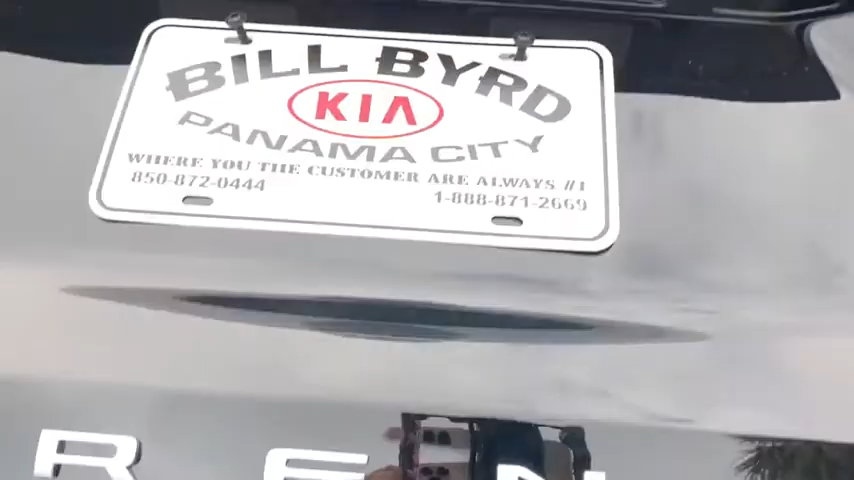 BILL BYRD
KIA
PANAMA CITY
WHERE YOU THE CUSTOMER ARE ALWAYS #1
850-872-0444 1-888-871-2669
R E N